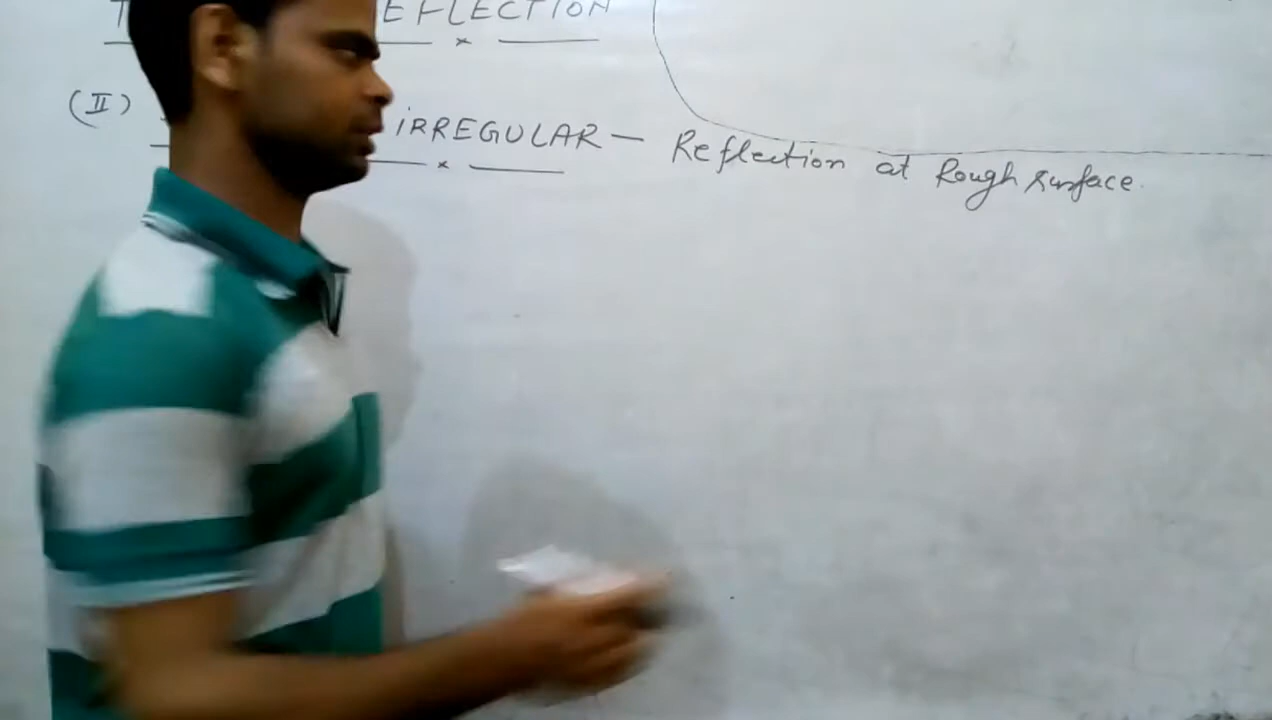 EFLECTION
(II) iRREGULAR — Reflection at Rough surface.